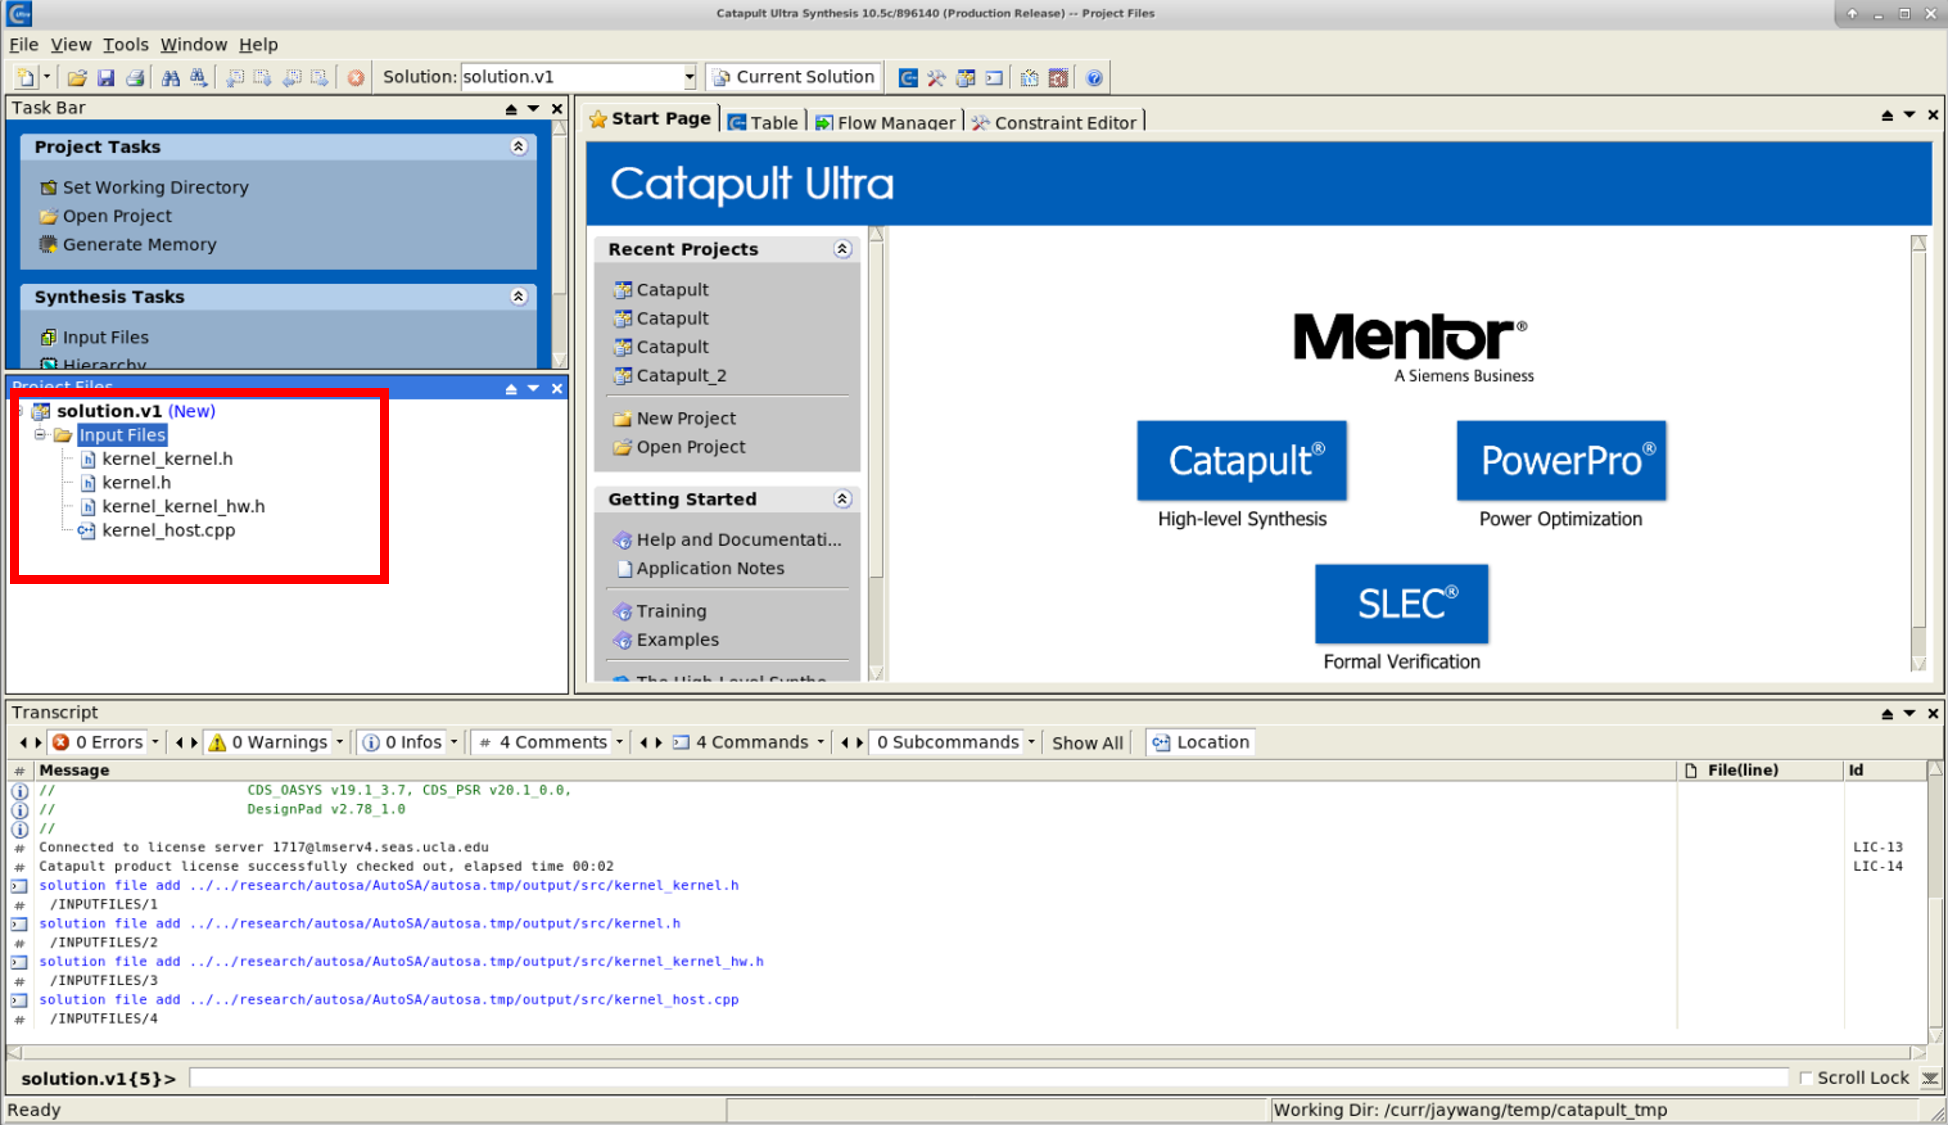 Catapult Ultra Synthesis 10.5c/896140 (Production Release) -- Project Files
File View Tools Window Help
Solution: solution.v1 Current Solution
Task Bar
Project Tasks
Set Working Directory
Open Project
Generate Memory
Synthesis Tasks
Input Files
Hierarchy
Project Files
solution.v1 (New)
Input Files
kernel_kernel.h
kernel.h
kernel_kernel_hw.h
kernel_host.cpp
Start Page Table Flow Manager Constraint Editor
Catapult Ultra
Recent Projects
Catapult
Catapult
Catapult
Catapult_2
New Project
Open Project
Getting Started
Help and Documentati...
Application Notes
Training
Examples
The High-Level Synthe
Mentor®
A Siemens Business
Catapult®
High-level Synthesis
PowerPro®
Power Optimization
SLEC®
Formal Verification
Transcript
0 Errors 0 Warnings 0 Infos # 4 Comments 4 Commands 0 Subcommands Show All Location
# Message File(line) Id
// CDS_OASYS v19.1_3.7, CDS_PSR v20.1_0.0,
// DesignPad v2.78_1.0
//
# Connected to license server 1717@lmserv4.seas.ucla.edu LIC-13
# Catapult product license successfully checked out, elapsed time 00:02 LIC-14
solution file add ../../research/autosa/AutoSA/autosa.tmp/output/src/kernel_kernel.h
# /INPUTFILES/1
solution file add ../../research/autosa/AutoSA/autosa.tmp/output/src/kernel.h
# /INPUTFILES/2
solution file add ../../research/autosa/AutoSA/autosa.tmp/output/src/kernel_kernel_hw.h
# /INPUTFILES/3
solution file add ../../research/autosa/AutoSA/autosa.tmp/output/src/kernel_host.cpp
# /INPUTFILES/4
solution.v1{5}> Scroll Lock
Ready Working Dir: /curr/jaywang/temp/catapult_tmp